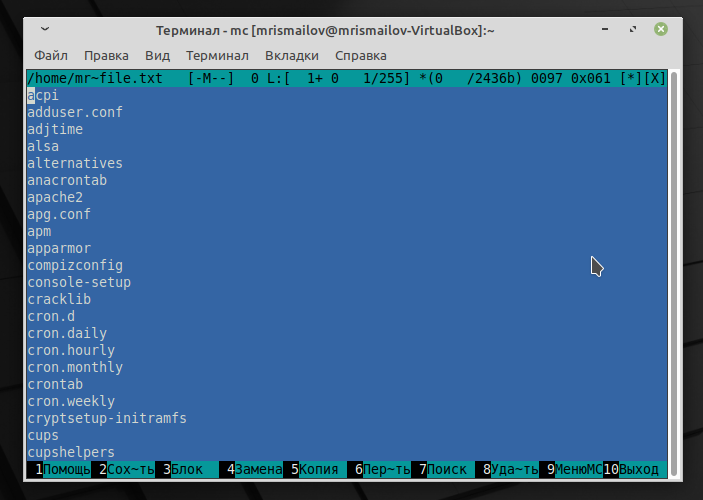 Терминал - mc [mrismailov@mrismailov-VirtualBox]:~
Файл Правка Вид Терминал Вкладки Справка
/home/mr~file.txt [-M--] 0 L:[ 1+ 0 1/255] *(0 /2436b) 0097 0x061 [*][X]
acpi
adduser.conf
adjtime
alsa
alternatives
anacrontab
apache2
apg.conf
apm
apparmor
compizconfig
console-setup
cracklib
cron.d
cron.daily
cron.hourly
cron.monthly
crontab
cron.weekly
cryptsetup-initramfs
cups
cupshelpers
1Помощь 2Сох~ть 3Блок 4Замена 5Копия 6Пер~ть 7Поиск 8Уда~ть 9МенюMC 10Выход